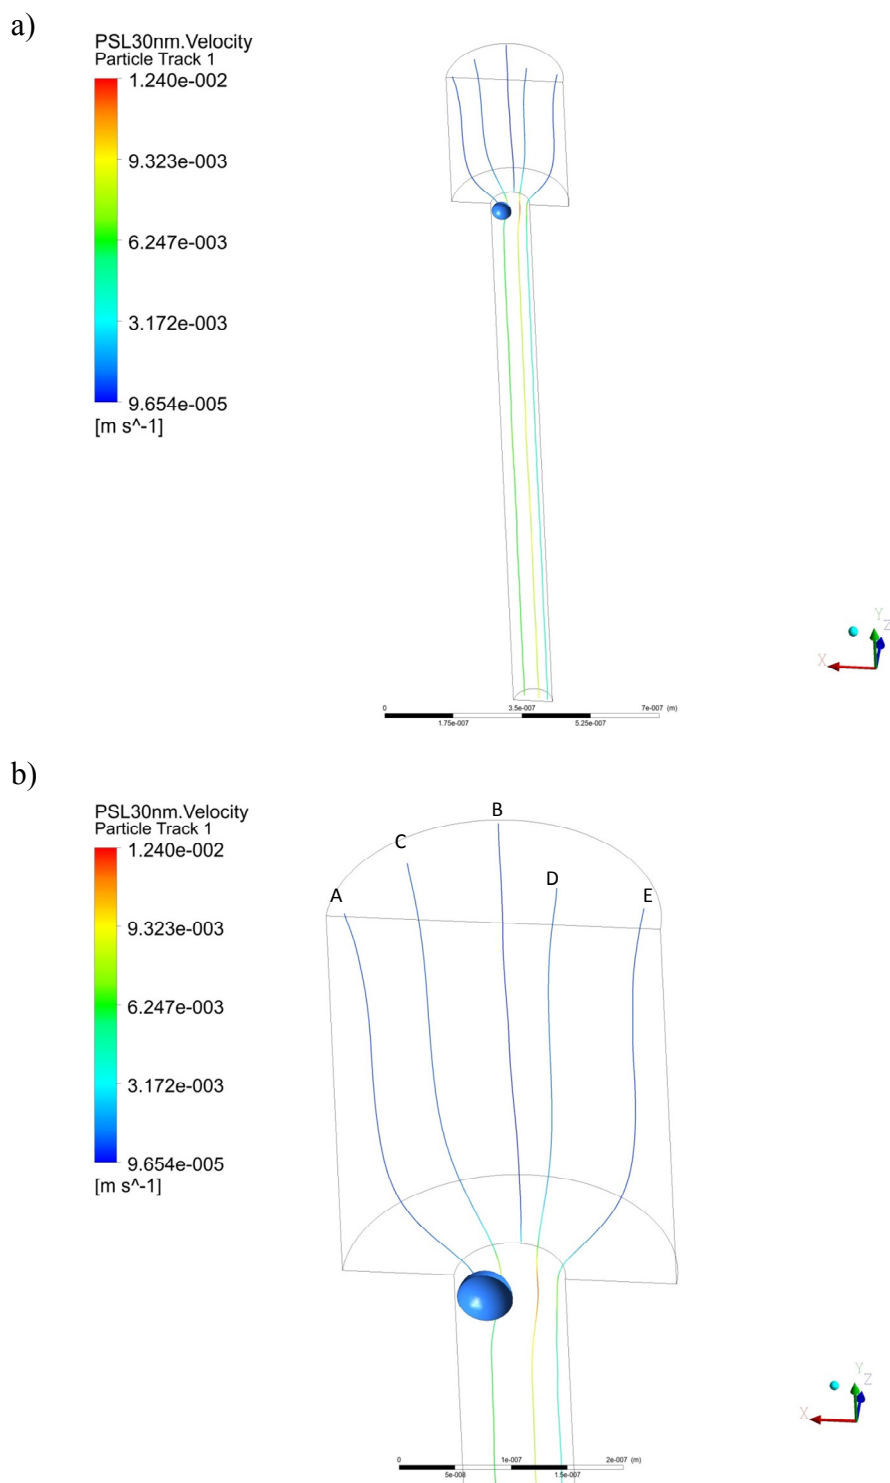 a)
PSL30nm.Velocity
Particle Track 1
1.240e-002
9.323e-003
6.247e-003
3.172e-003
9.654e-005
[m s^-1]
Y
Z
X
0 3.5e-007 7e-007 (m)
1.75e-007 5.25e-007
b)
PSL30nm.Velocity
Particle Track 1
1.240e-002
9.323e-003
6.247e-003
3.172e-003
9.654e-005
[m s^-1]
B
C
D
A E
Y
Z
X
0 1e-007 2e-007 (m)
5e-008 1.5e-007